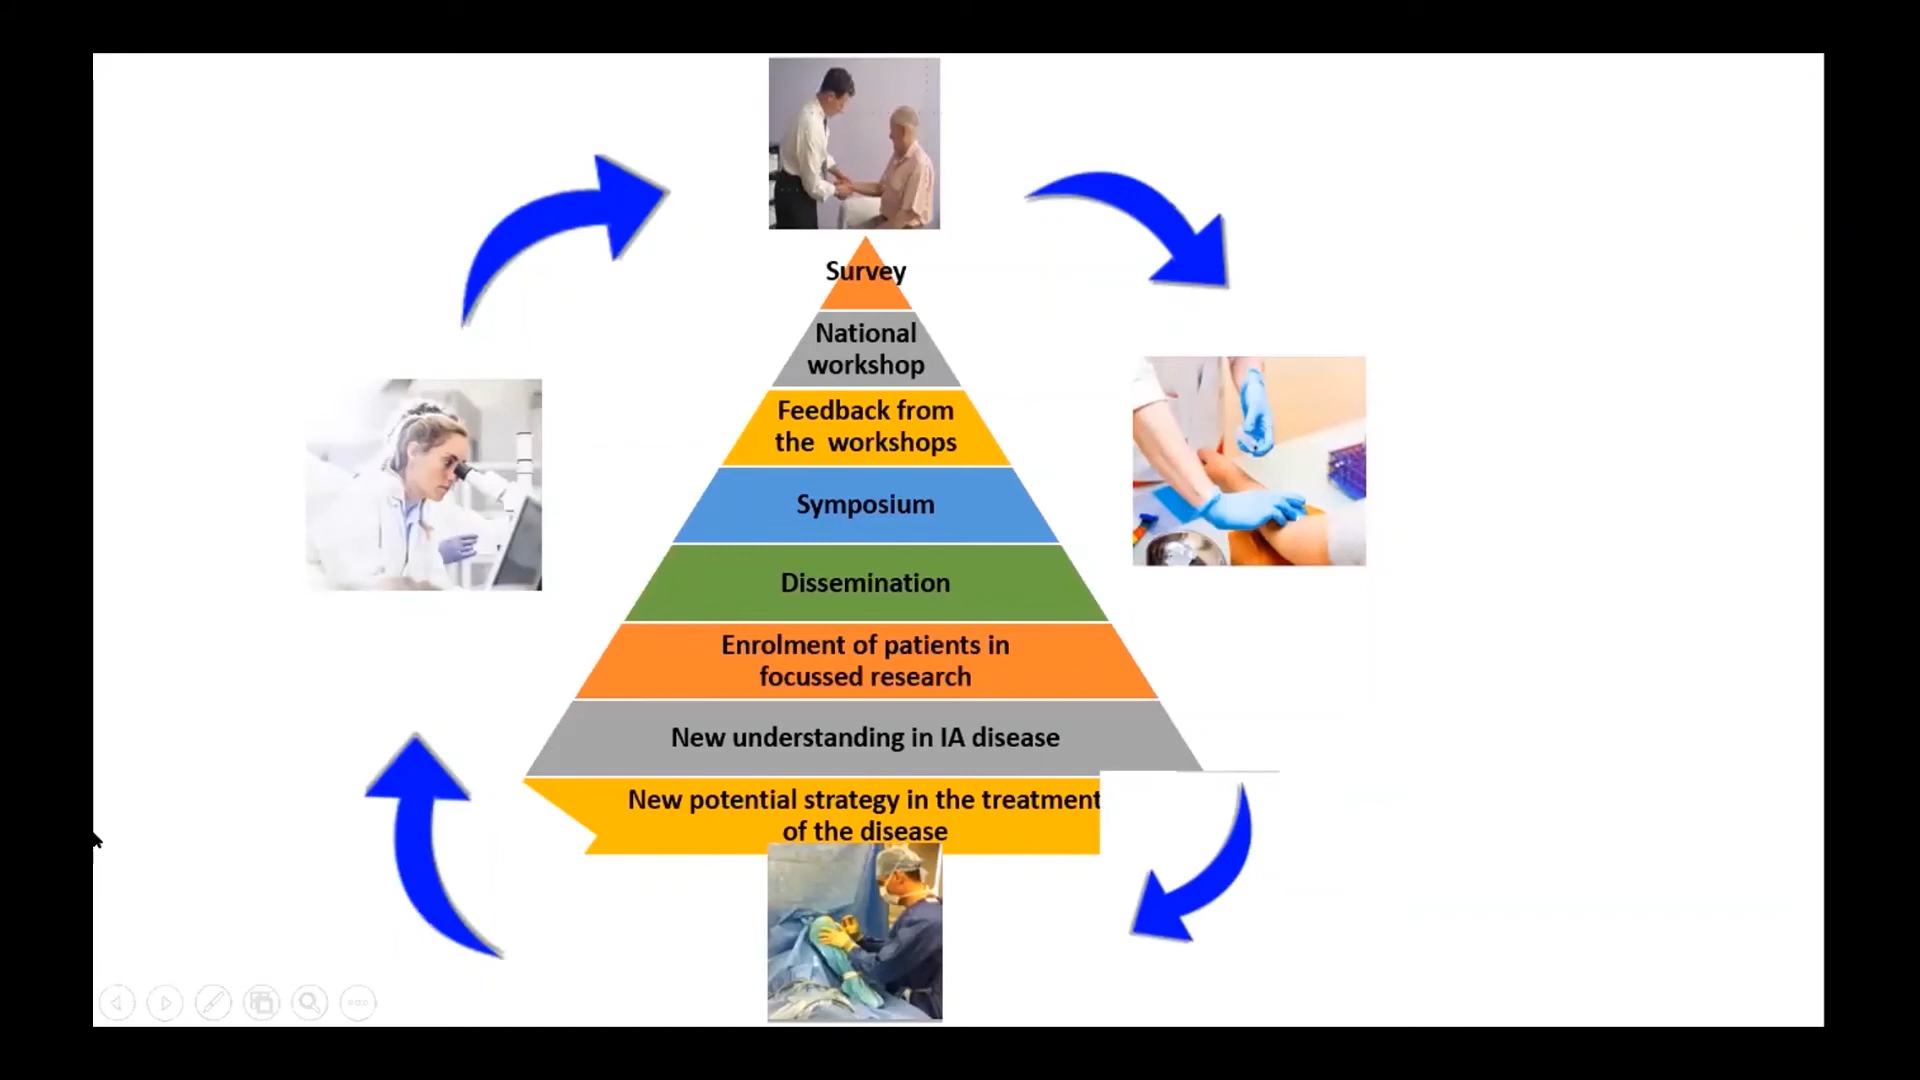 Survey
National
workshop
Feedback from
the workshops
Symposium
Dissemination
Enrolment of patients in
focussed research
New understanding in IA disease
New potential strategy in the treatment
of the disease